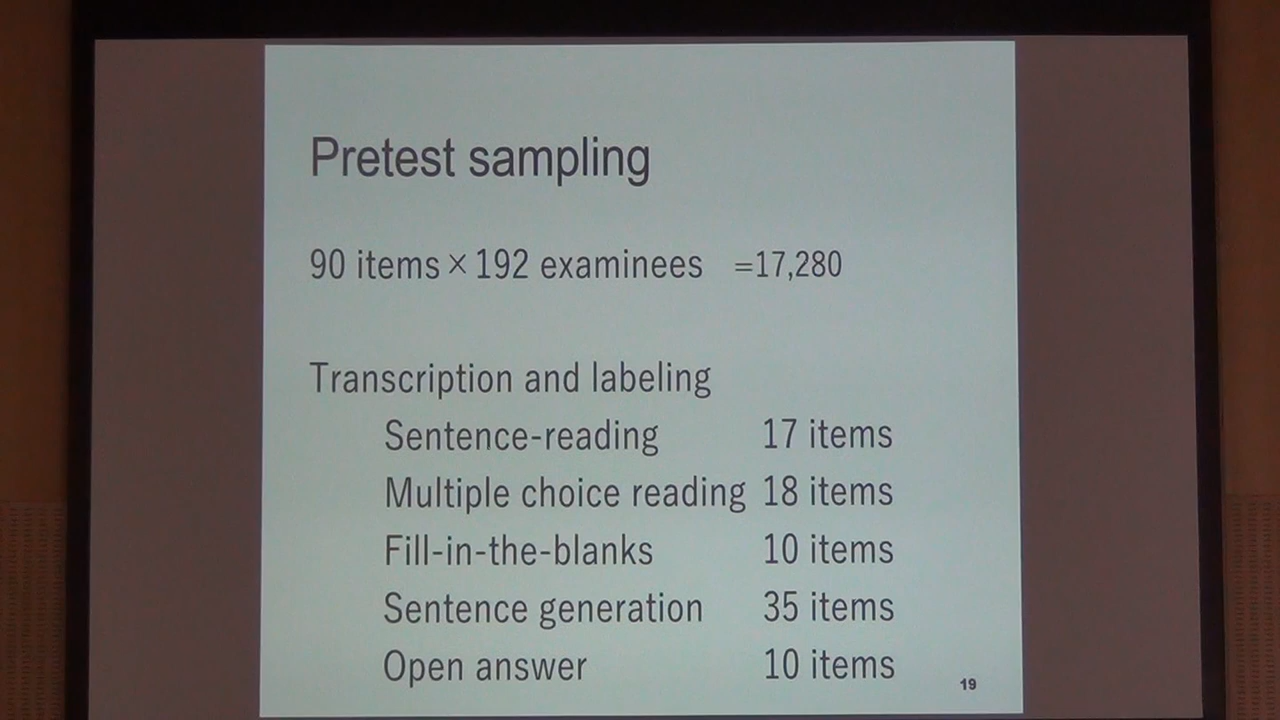 Pretest sampling
90 items×192 examinees =17,280
Transcription and labeling
Sentence-reading 17 items
Multiple choice reading 18 items
Fill-in-the-blanks 10 items
Sentence generation 35 items
Open answer 10 items
19